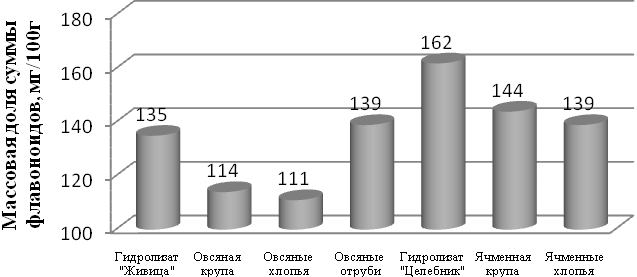 Массовая доля суммы
флавоноидов, мг/100г
180
160
140
120
100
135
114
111
139
162
144
139
Гидролизат
"Живица"
Овсяная
крупа
Овсяные
хлопья
Овсяные
отруби
Гидролизат
"Целебник"
Ячменная
крупа
Ячменные
хлопья